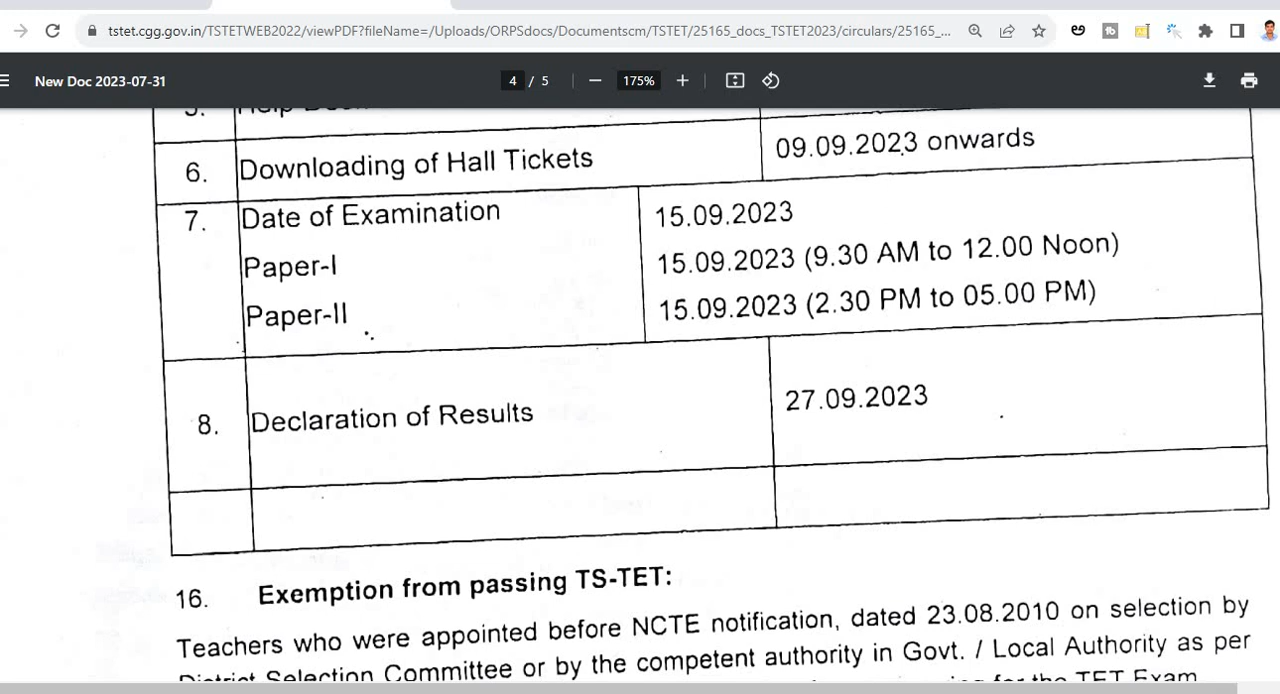 tstet.cgg.gov.in/TSTETWEB2022/viewPDF?fileName=/Uploads/ORPSdocs/Documentscm/TSTET/25165_docs_TSTET2023/circulars/25165_...
New Doc 2023-07-31
4 / 5
175%
6. Downloading of Hall Tickets 09.09.2023 onwards
7. Date of Examination 15.09.2023
Paper-I 15.09.2023 (9.30 AM to 12.00 Noon)
Paper-II 15.09.2023 (2.30 PM to 05.00 PM)
8. Declaration of Results 27.09.2023
16. Exemption from passing TS-TET:
Teachers who were appointed before NCTE notification, dated 23.08.2010 on selection by
District Selection Committee or by the competent authority in Govt. / Local Authority as per
for the TET Exam